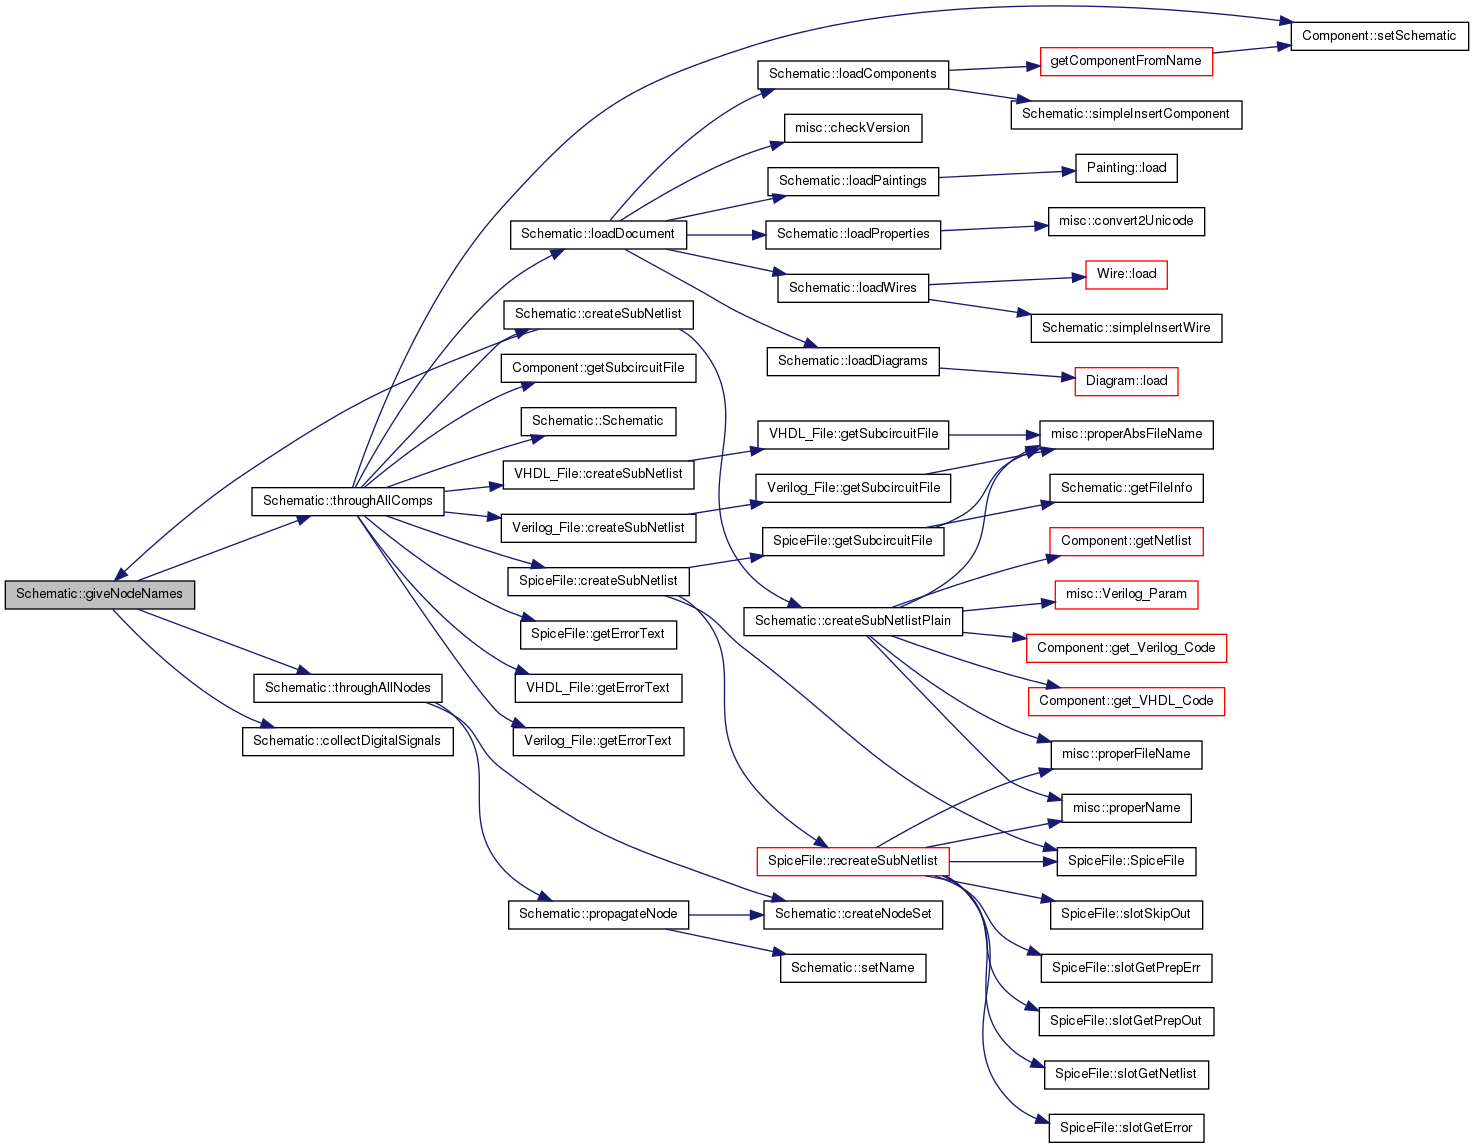 Schematic::giveNodeNames
Schematic::throughAllComps
Schematic::throughAllNodes
Schematic::collectDigitalSignals
Schematic::loadDocument
Schematic::createSubNetlist
Component::getSubcircuitFile
Schematic::Schematic
VHDL_File::createSubNetlist
Verilog_File::createSubNetlist
SpiceFile::createSubNetlist
SpiceFile::getErrorText
VHDL_File::getErrorText
Verilog_File::getErrorText
Schematic::propagateNode
Schematic::loadComponents
misc::checkVersion
Schematic::loadPaintings
Schematic::loadProperties
Schematic::loadWires
Schematic::loadDiagrams
VHDL_File::getSubcircuitFile
Verilog_File::getSubcircuitFile
SpiceFile::getSubcircuitFile
Schematic::createSubNetlistPlain
SpiceFile::recreateSubNetlist
Schematic::createNodeSet
Schematic::setName
getComponentFromName
Schematic::simpleInsertComponent
Painting::load
misc::convert2Unicode
Wire::load
Schematic::simpleInsertWire
Diagram::load
misc::properAbsFileName
Schematic::getFileInfo
Component::getNetlist
misc::Verilog_Param
Component::get_Verilog_Code
Component::get_VHDL_Code
misc::properFileName
misc::properName
SpiceFile::SpiceFile
SpiceFile::slotSkipOut
SpiceFile::slotGetPrepErr
SpiceFile::slotGetPrepOut
SpiceFile::slotGetNetlist
SpiceFile::slotGetError
Component::setSchematic